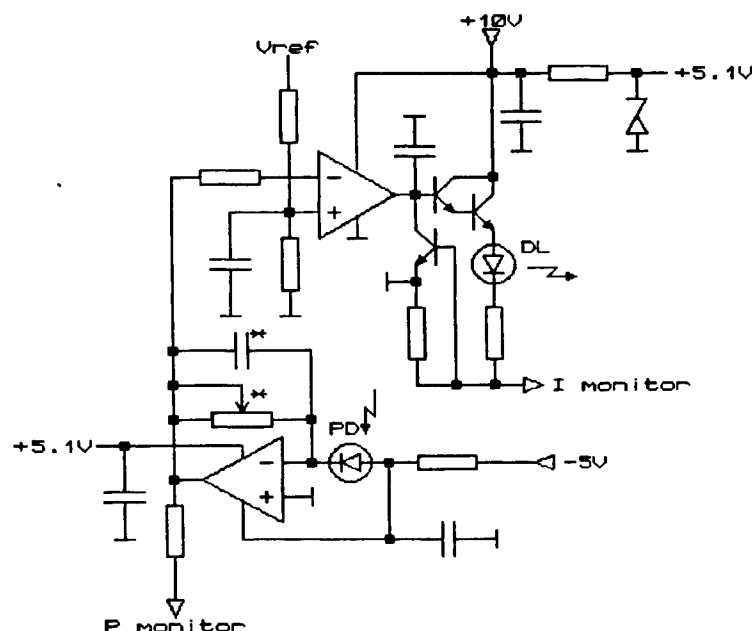 +10V
Vref
+5.1V
-
+
DL
I monitor
*
*
PD
+5.1V
-
+
-5V
P monitor